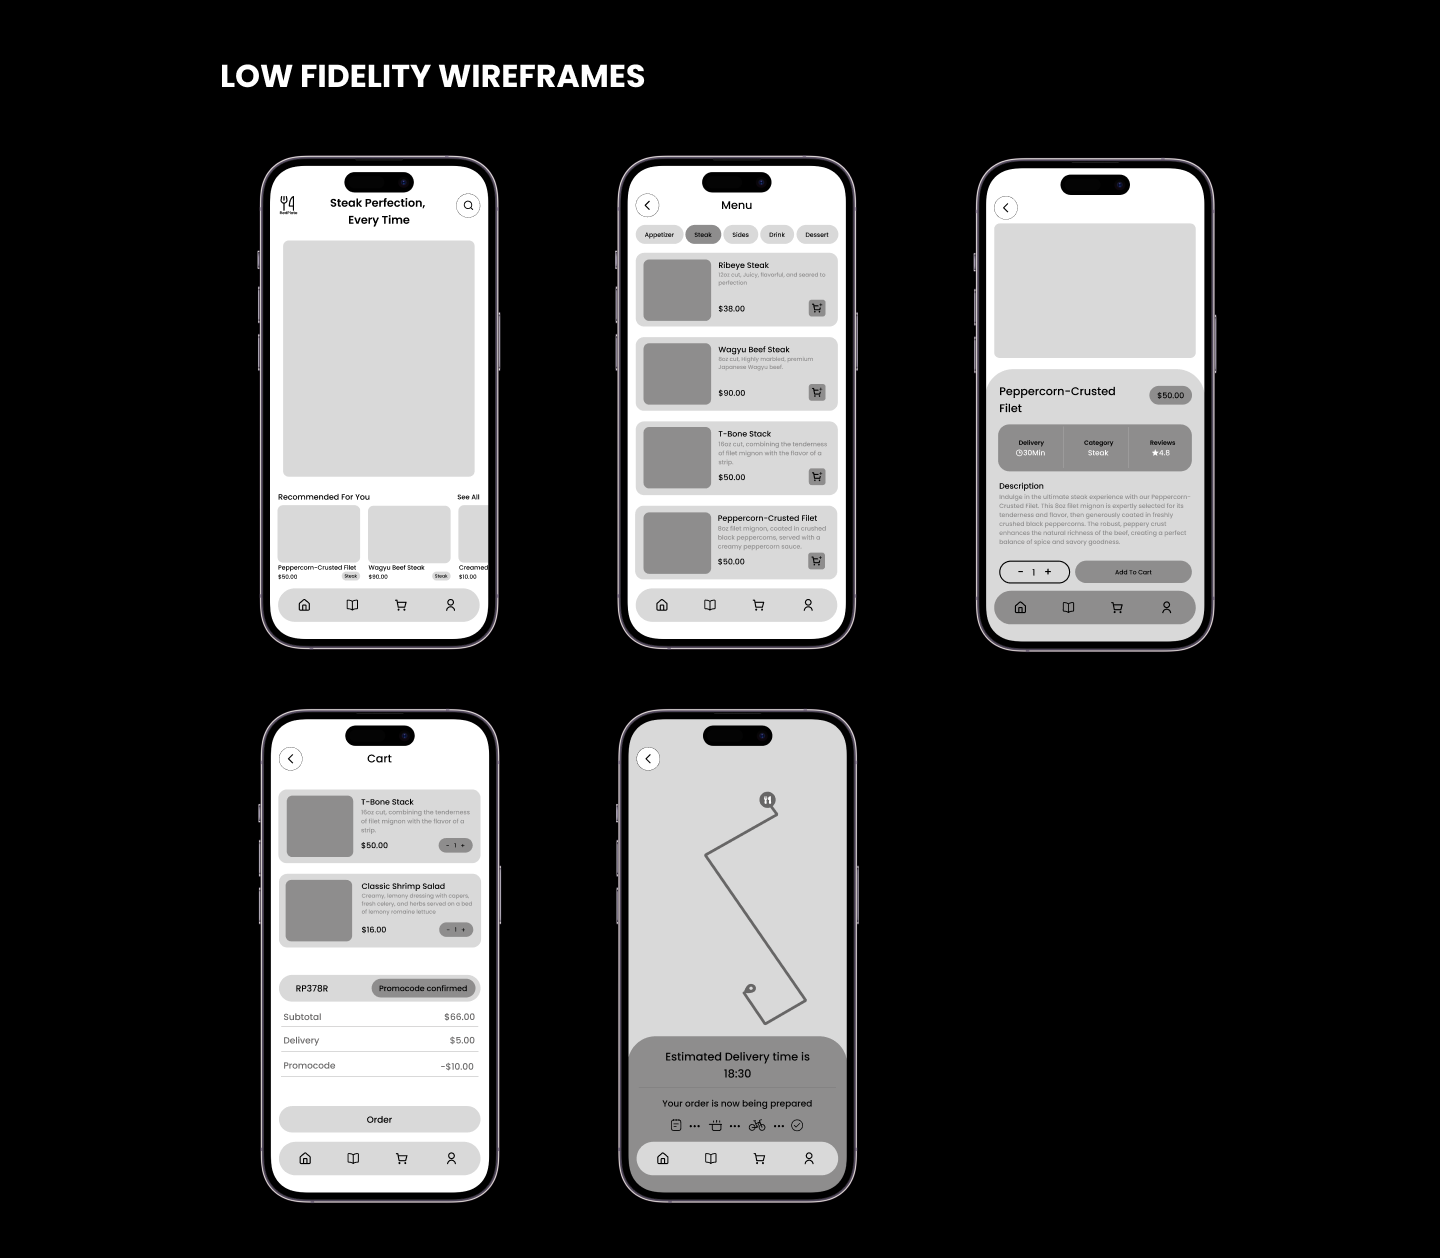 LOW FIDELITY WIREFRAMES
RedPlate
Steak Perfection,
Every Time
Recommended For You
See All
Peppercorn-Crusted Filet
$50.00
Steak
Wagyu Beef Steak
$90.00
Steak
Creamed
$10.00
Menu
Appetizer
Steak
Sides
Drink
Dessert
Ribeye Steak
12oz cut, Juicy, flavorful, and seared to
perfection
$38.00
Wagyu Beef Steak
8oz cut, Highly marbled, premium
Japanese Wagyu beef.
$90.00
T-Bone Stack
16oz cut, combining the tenderness
of filet mignon with the flavor of a
strip.
$50.00
Peppercorn-Crusted Filet
8oz filet mignon, coated in crushed
black peppercorns, served with a
creamy peppercorn sauce.
$50.00
Peppercorn-Crusted
Filet
$50.00
Delivery
30Min
Category
Steak
Reviews
★4.8
Description
Indulge in the ultimate steak experience with our Peppercorn-
Crusted Filet. This 8oz filet mignon is expertly selected for its
tenderness and flavor, then generously coated in freshly
crushed black peppercorns. The robust, peppery crust
enhances the natural richness of the beef, creating a perfect
balance of spice and savory goodness.
- 1 +
Add To Cart
Cart
T-Bone Stack
16oz cut, combining the tenderness
of filet mignon with the flavor of a
strip.
$50.00
- 1 +
Classic Shrimp Salad
Creamy, lemony dressing with capers,
fresh celery, and herbs served on a bed
of lemony romaine lettuce
$16.00
- 1 +
RP378R
Promocode confirmed
Subtotal
$66.00
Delivery
$5.00
Promocode
-$10.00
Order
Estimated Delivery time is
18:30
Your order is now being prepared